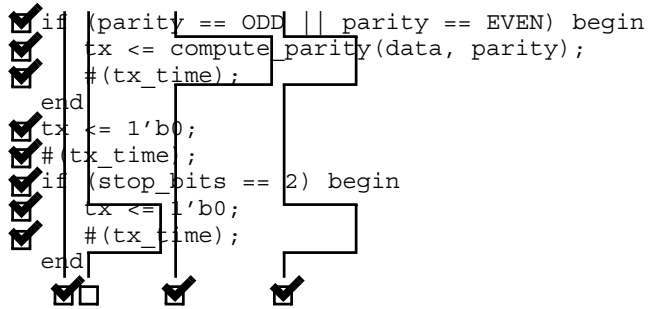 if (parity == ODD || parity == EVEN) begin
tx <= compute_parity(data, parity);
#(tx_time);
end
tx <= 1’b0;
#(tx_time);
if (stop_bits == 2) begin
tx <= 1’b0;
#(tx_time);
end